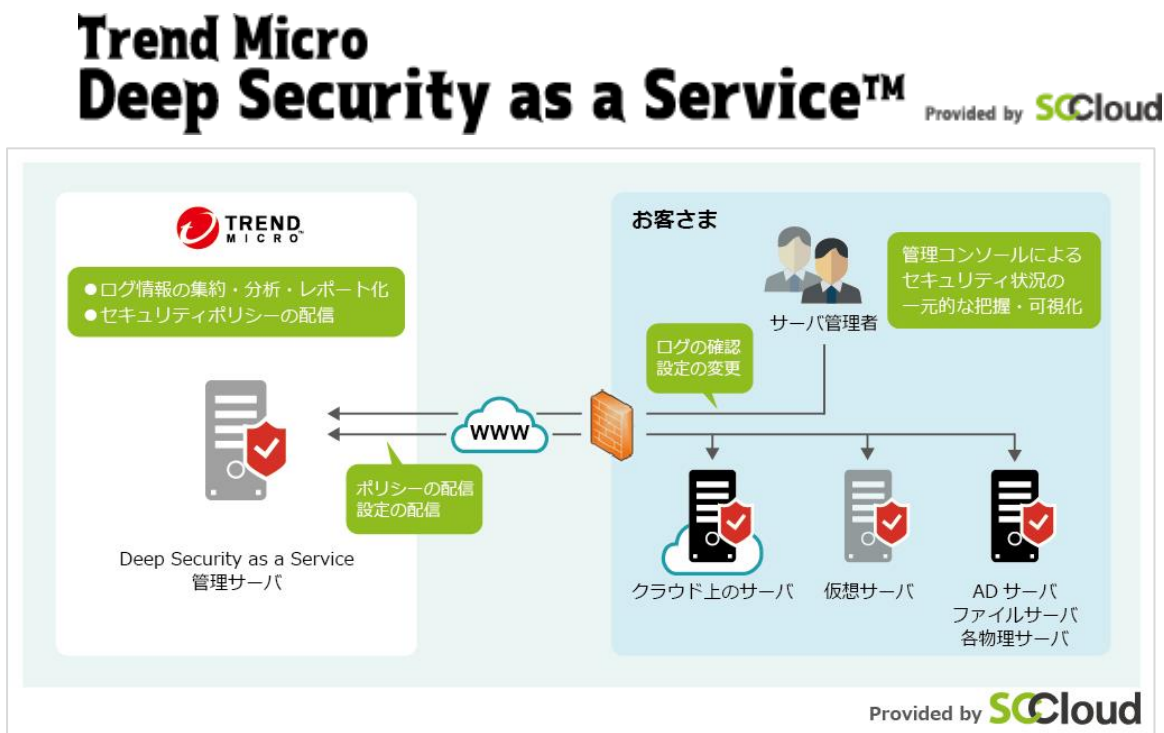 Trend Micro
Deep Security as a Service™ Provided by SCCloud
TREND
MICRO™
●ログ情報の集約・分析・レポート化
●セキュリティポリシーの配信
Deep Security as a Service
管理サーバ
WWW
ポリシーの配信
設定の配信
お客さま
サーバ管理者
管理コンソールによる
セキュリティ状況の
一元的な把握・可視化
ログの確認
設定の変更
クラウド上のサーバ
仮想サーバ
AD サーバ
ファイルサーバ
各物理サーバ
Provided by SCCloud